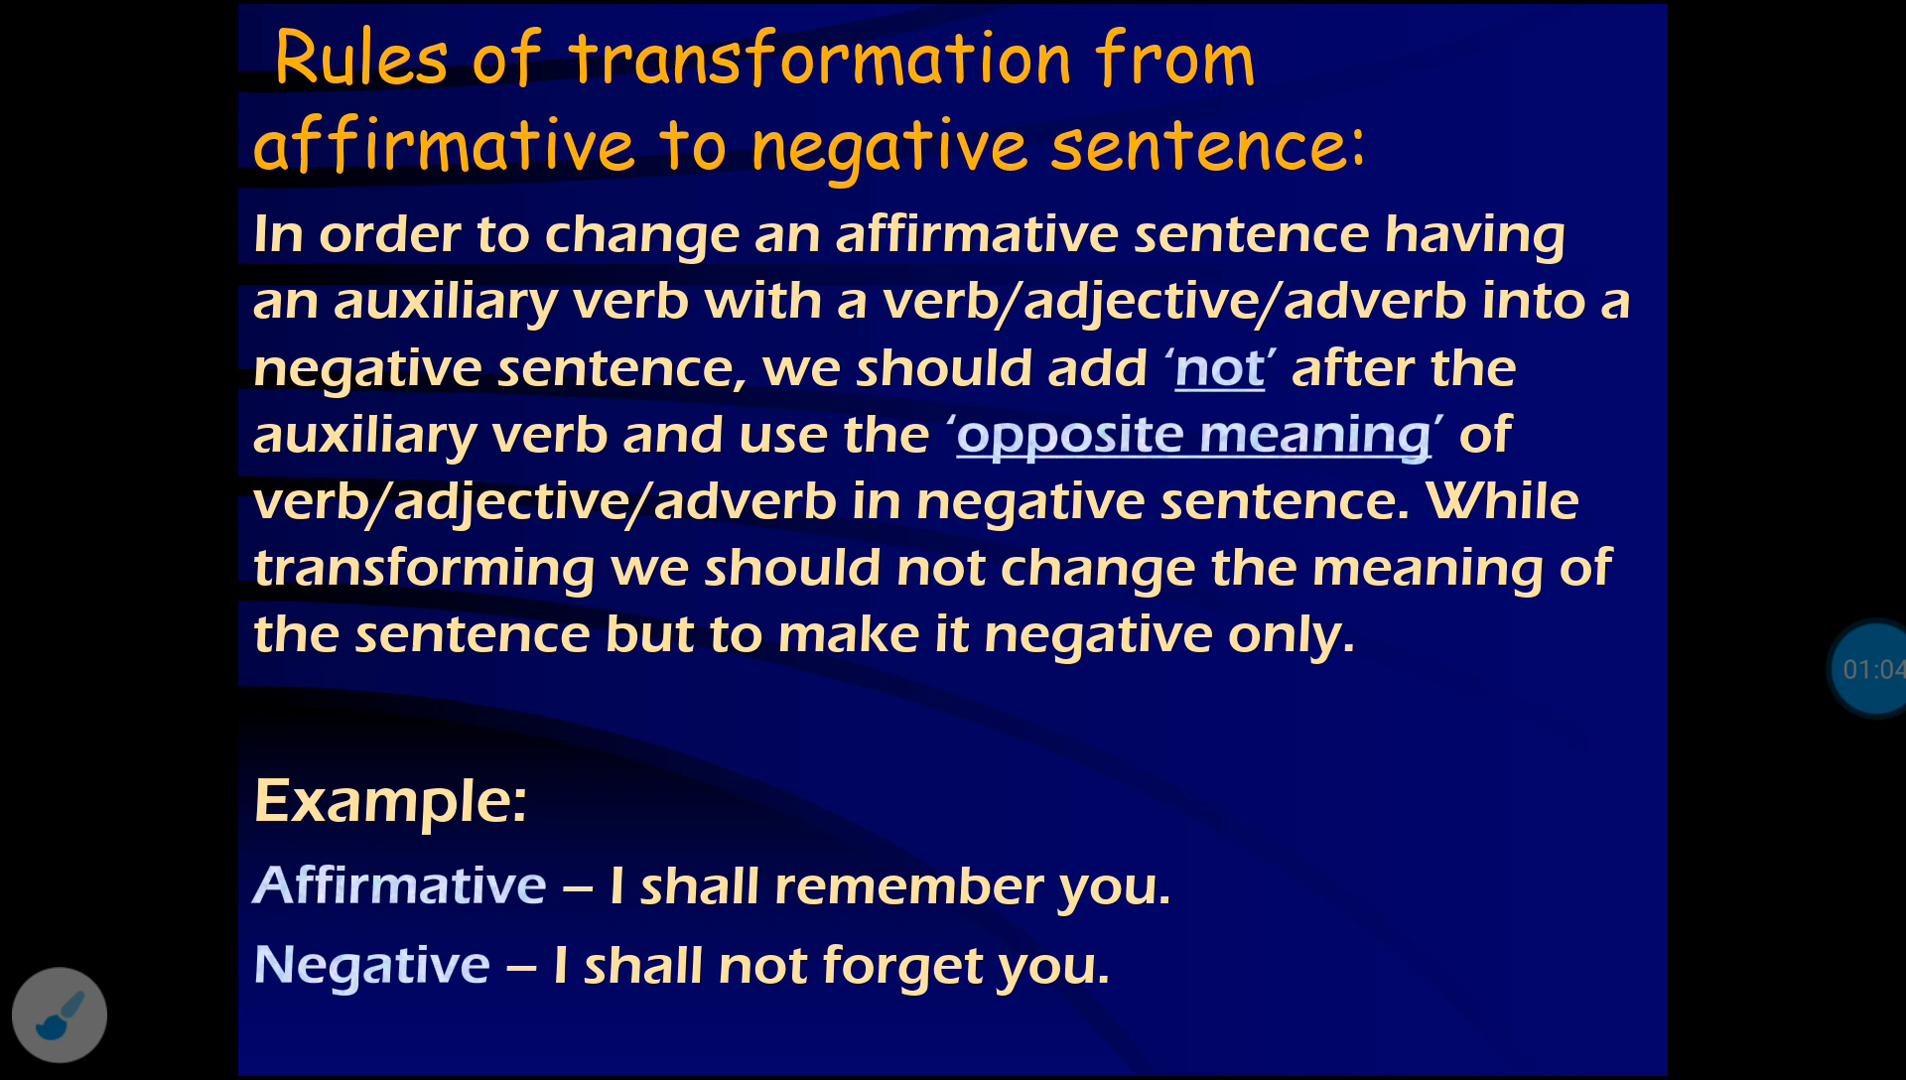 Rules of transformation from
affirmative to negative sentence:
In order to change an affirmative sentence having
an auxiliary verb with a verb/adjective/adverb into a
negative sentence, we should add ‘not’ after the
auxiliary verb and use the ‘opposite meaning’ of
verb/adjective/adverb in negative sentence. While
transforming we should not change the meaning of
the sentence but to make it negative only.
Example:
Affirmative – I shall remember you.
Negative – I shall not forget you.
01:04